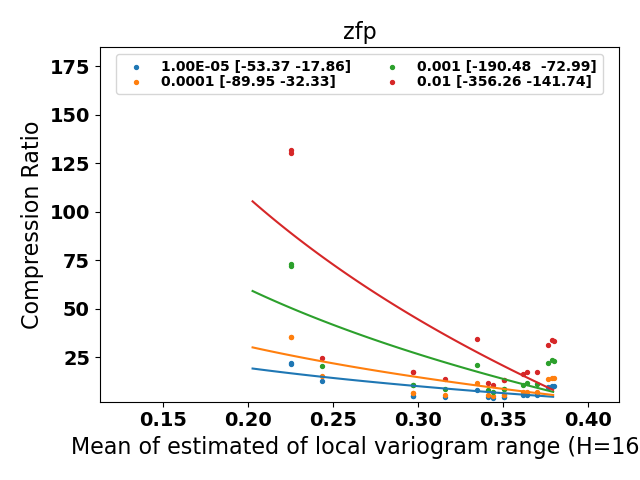 zfp
1.00E-05 [-53.37 -17.86]
0.0001 [-89.95 -32.33]
0.001 [-190.48  -72.99]
0.01 [-356.26 -141.74]
Compression Ratio
175
150
125
100
75
50
25
0.15 0.20 0.25 0.30 0.35 0.40
Mean of estimated of local variogram range (H=16